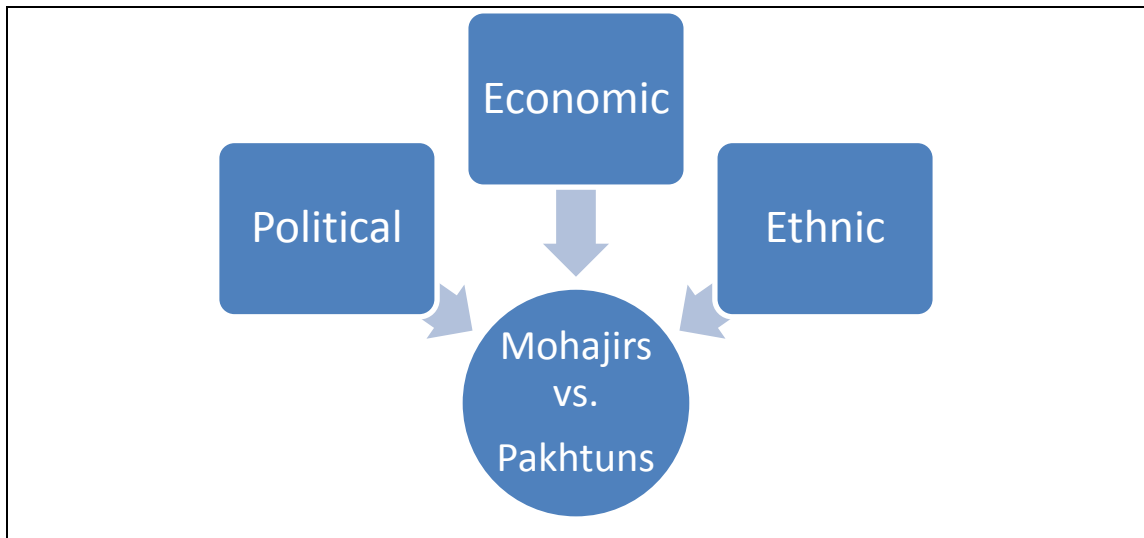 Economic
Political
Ethnic
Mohajirs
vs.
Pakhtuns